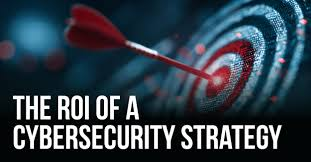 THE ROI OF A
CYBERSECURITY STRATEGY